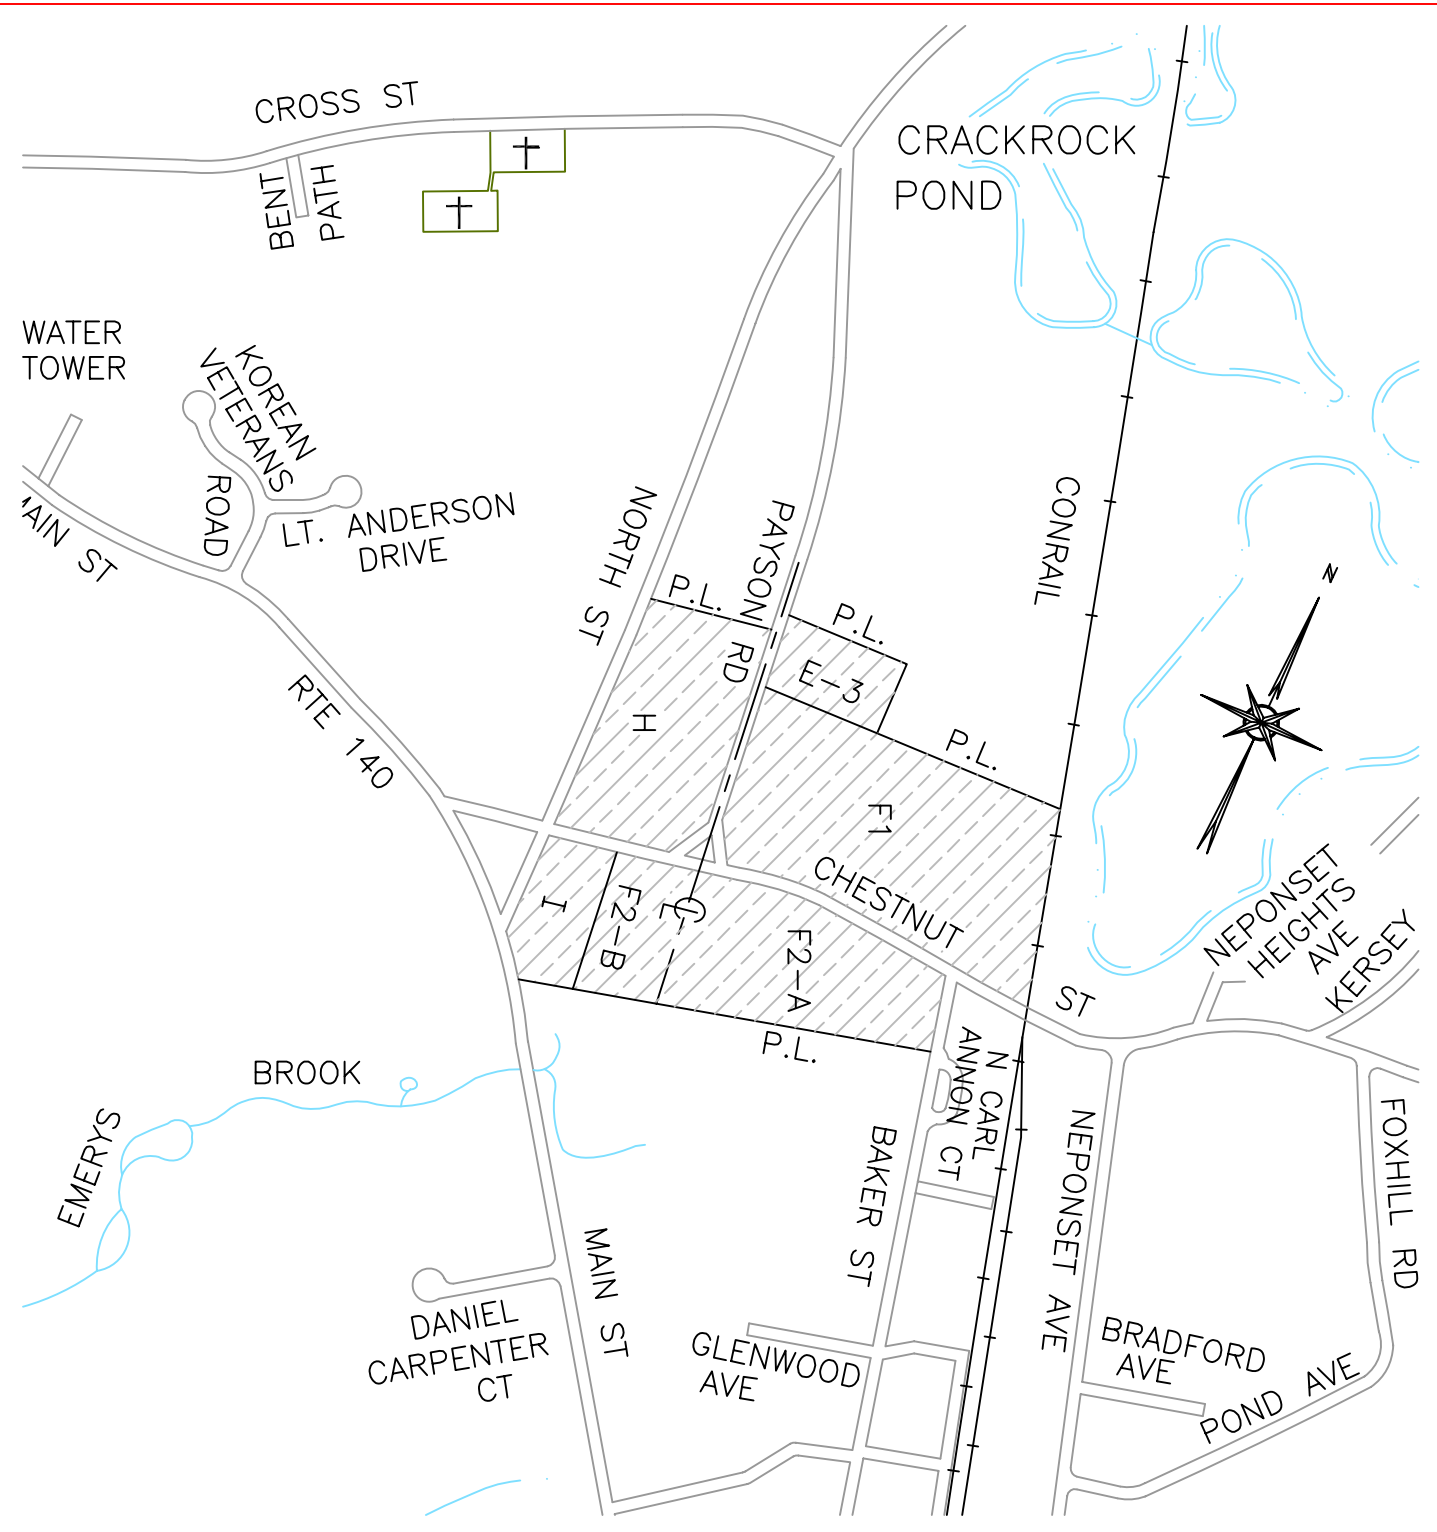 CROSS ST
CRACKROCK
POND
BENT
PATH
WATER
TOWER
KOREAN
VETERANS
ROAD
LT. ANDERSON
DRIVE
MAIN ST
NORTH ST
PAYSON RD
CONRAIL
N
P.L.
P.L.
E-3
P.L.
H
F1
RTE 140
CHESTNUT ST
I
F2-B
CL
F2-A
P.L.
NEPONSET
HEIGHTS
AVE
KERSEY
BROOK
EMERYS
N CARL
ANNON CT
BAKER ST
NEPONSET AVE
FOXHILL RD
MAIN ST
DANIEL
CARPENTER
CT
GLENWOOD
AVE
BRADFORD
AVE
POND AVE